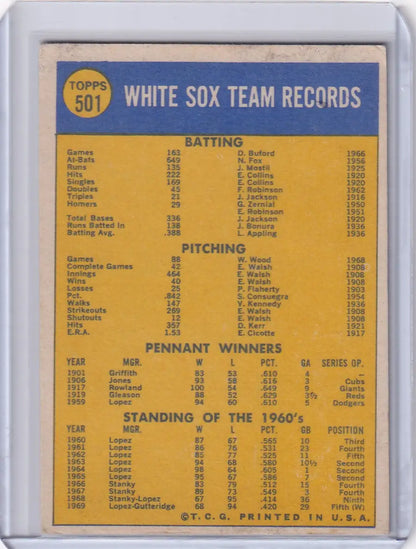 TOPPS
501
WHITE SOX TEAM RECORDS
BATTING
Games 163 D. Buford 1966
At-Bats 649 N. Fox 1956
Runs 135 J. Mostil 1925
Hits 222 E. Collins 1920
Singles 169 E. Collins 1920
Doubles 45 F. Robinson 1962
Triples 21 J. Jackson 1916
Homers 29 G. Zernial 1950
E. Robinson 1951
Total Bases 336 J. Jackson 1920
Runs Batted In 138 J. Bonura 1936
Batting Avg. .388 L. Appling 1936
PITCHING
Games 88 W. Wood 1968
Complete Games 42 E. Walsh 1908
Innings 464 E. Walsh 1908
Wins 40 E. Walsh 1908
Losses 25 P. Flaherty 1903
Pct. .842 S. Consuegra 1954
Walks 147 V. Kennedy 1936
Strikeouts 269 E. Walsh 1908
Shutouts 12 E. Walsh 1908
Hits 357 D. Kerr 1921
E.R.A. 1.53 E. Cicotte 1917
PENNANT WINNERS
YEAR MGR. W L PCT. GA SERIES OP.
1901 Griffith 83 53 .610 4 —
1906 Jones 93 58 .616 3 Cubs
1917 Rowland 100 54 .649 9 Giants
1919 Gleason 88 52 .629 3½ Reds
1959 Lopez 94 60 .610 5 Dodgers
STANDING OF THE 1960's
YEAR MGR. W L PCT. GB POSITION
1960 Lopez 87 67 .565 10 Third
1961 Lopez 86 76 .531 23 Fourth
1962 Lopez 85 77 .525 11 Fifth
1963 Lopez 94 68 .580 10½ Second
1964 Lopez 98 64 .605 1 Second
1965 Lopez 95 67 .586 7 Second
1966 Stanky 83 79 .512 15 Fourth
1967 Stanky 89 73 .549 3 Fourth
1968 Stanky-Lopez 67 95 .414 36 Ninth
1969 Lopez-Gutteridge 68 94 .420 29 Fifth (W)
©T.C.G. PRINTED IN U.S.A.